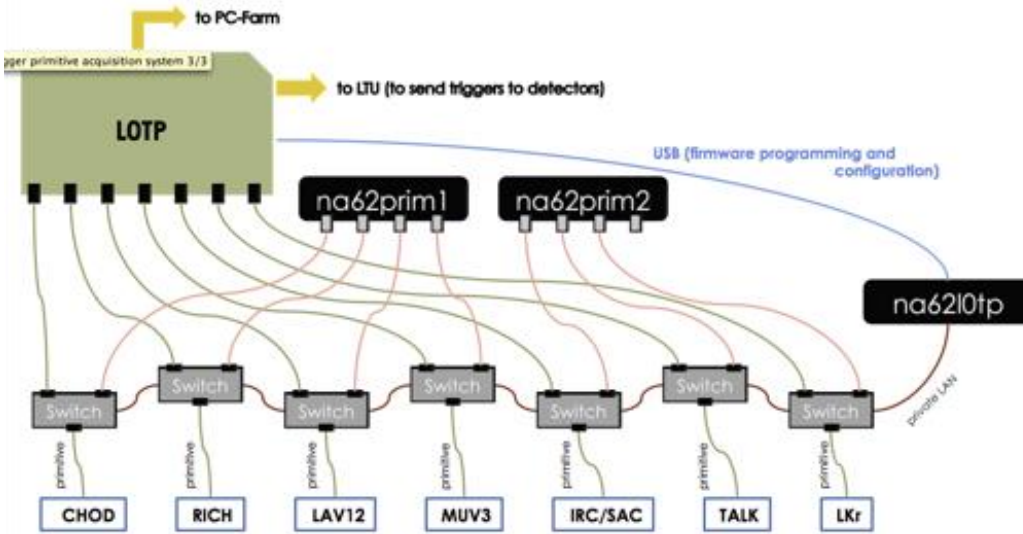 to PC-Farm
gger primitive acquisition system 3/3
to LTU (to send triggers to detectors)
L0TP
USB (firmware programming and
configuration)
na62prim1
na62prim2
na62l0tp
Switch
Switch
Switch
Switch
Switch
Switch
Switch
private LAN
primitive
primitive
primitive
primitive
primitive
primitive
primitive
CHOD
RICH
LAV12
MUV3
IRC/SAC
TALK
LKr